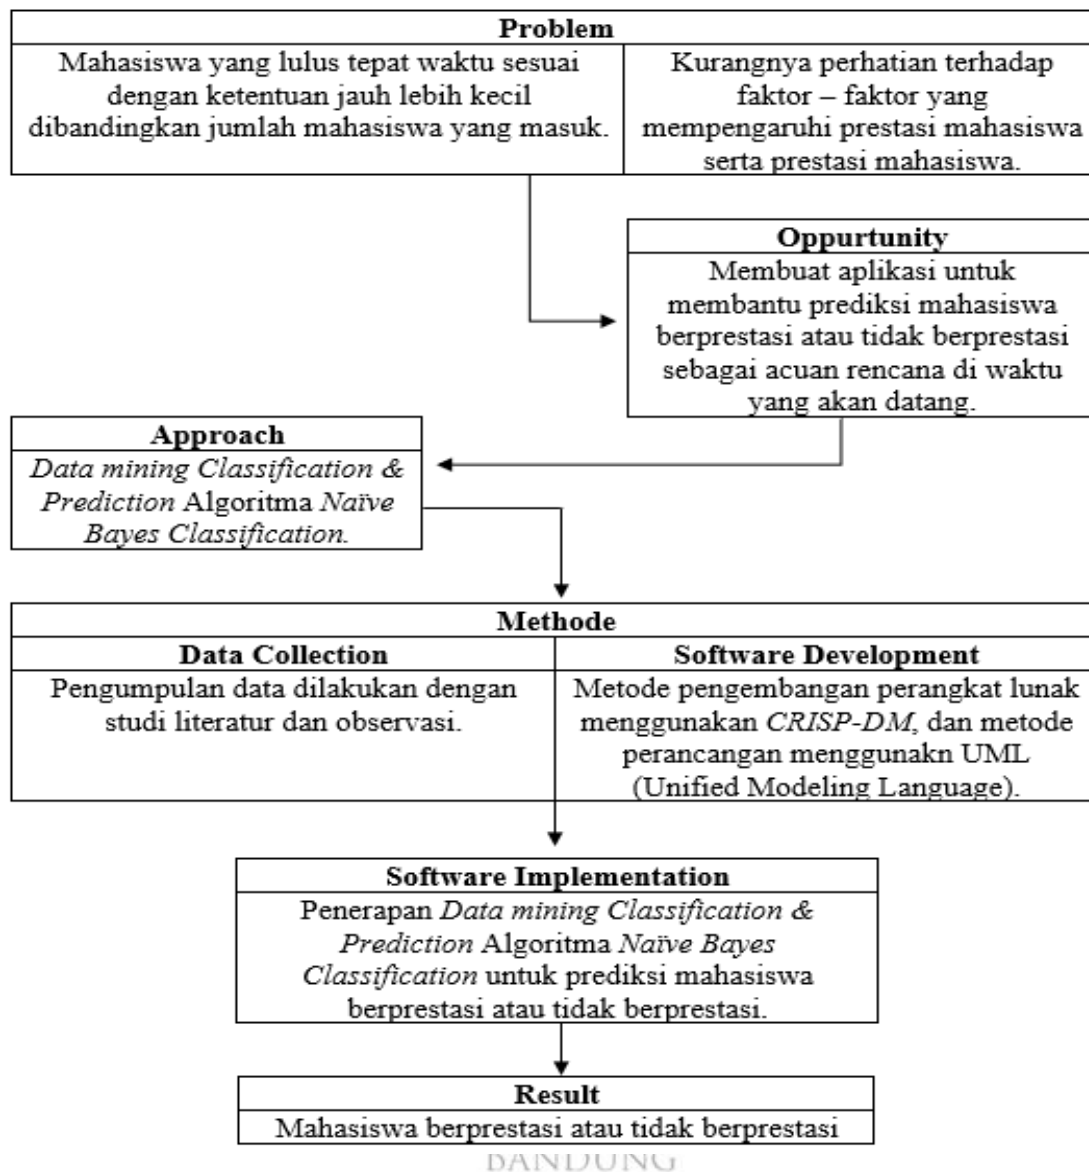 Problem
Mahasiswa yang lulus tepat waktu sesuai
dengan ketentuan jauh lebih kecil
dibandingkan jumlah mahasiswa yang masuk.
Kurangnya perhatian terhadap
faktor – faktor yang
mempengaruhi prestasi mahasiswa
serta prestasi mahasiswa.
Oppurtunity
Membuat aplikasi untuk
membantu prediksi mahasiswa
berprestasi atau tidak berprestasi
sebagai acuan rencana di waktu
yang akan datang.
Approach
Data mining Classification &
Prediction Algoritma Naïve
Bayes Classification.
Methode
Data Collection
Pengumpulan data dilakukan dengan
studi literatur dan observasi.
Software Development
Metode pengembangan perangkat lunak
menggunakan CRISP-DM, dan metode
perancangan menggunakn UML
(Unified Modeling Language).
Software Implementation
Penerapan Data mining Classification &
Prediction Algoritma Naïve Bayes
Classification untuk prediksi mahasiswa
berprestasi atau tidak berprestasi.
Result
Mahasiswa berprestasi atau tidak berprestasi
BANDUNG